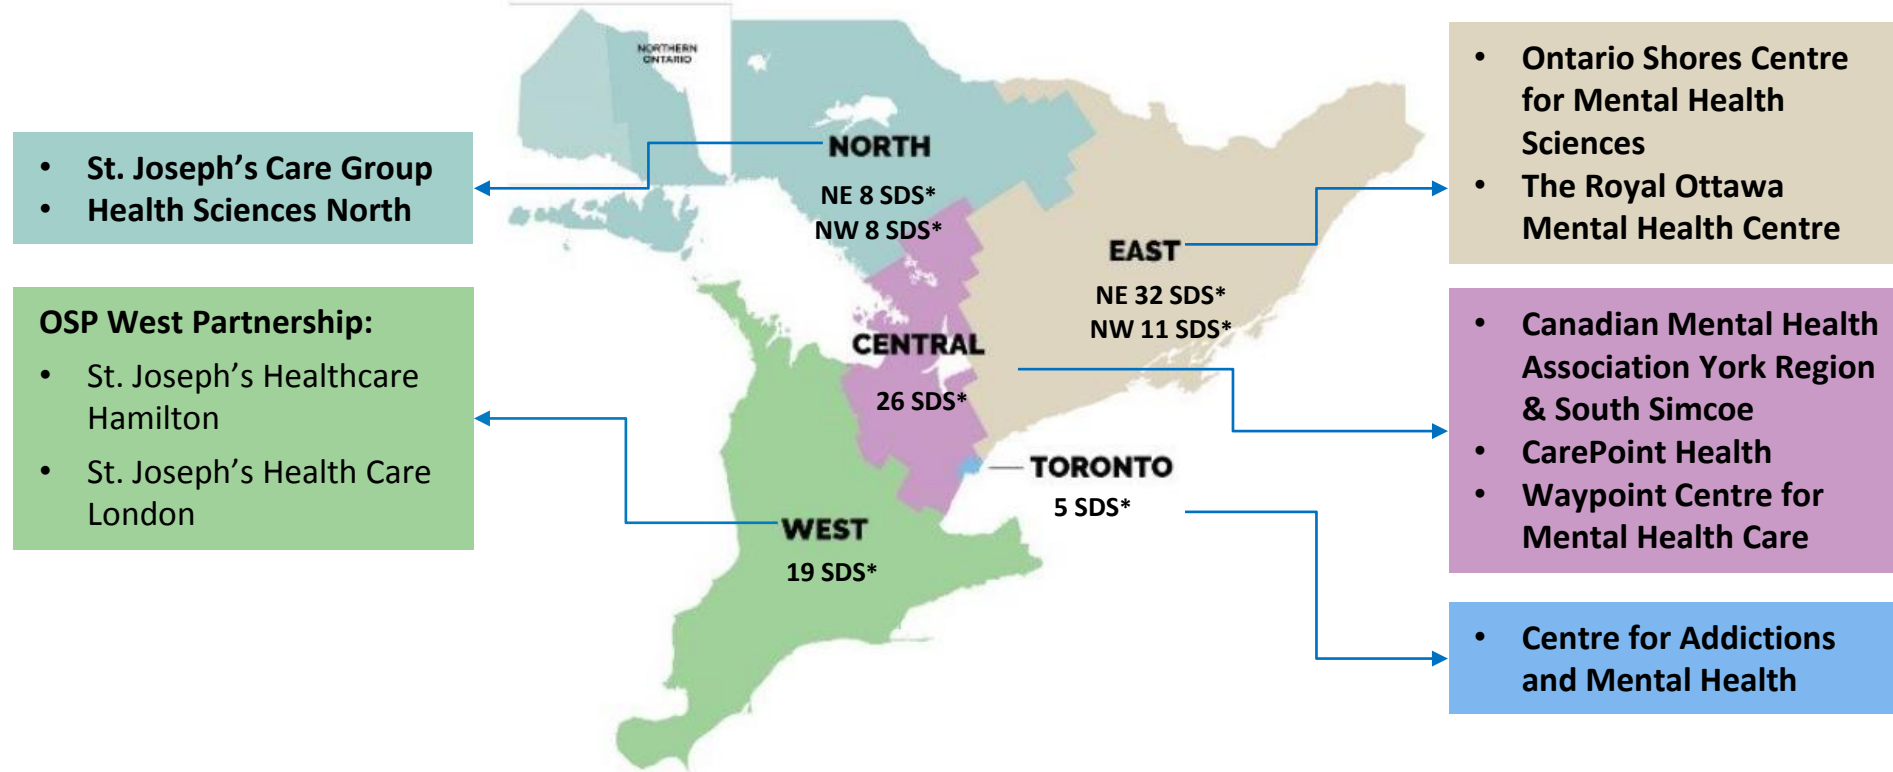 NORTHERN
ONTARIO
• St. Joseph’s Care Group
• Health Sciences North
OSP West Partnership:
• St. Joseph’s Healthcare
Hamilton
• St. Joseph’s Health Care
London
NORTH
NE 8 SDS*
NW 8 SDS*
EAST
NE 32 SDS*
NW 11 SDS*
CENTRAL
26 SDS*
TORONTO
5 SDS*
WEST
19 SDS*
• Ontario Shores Centre
for Mental Health
Sciences
• The Royal Ottawa
Mental Health Centre
• Canadian Mental Health
Association York Region
& South Simcoe
• CarePoint Health
• Waypoint Centre for
Mental Health Care
• Centre for Addictions
and Mental Health